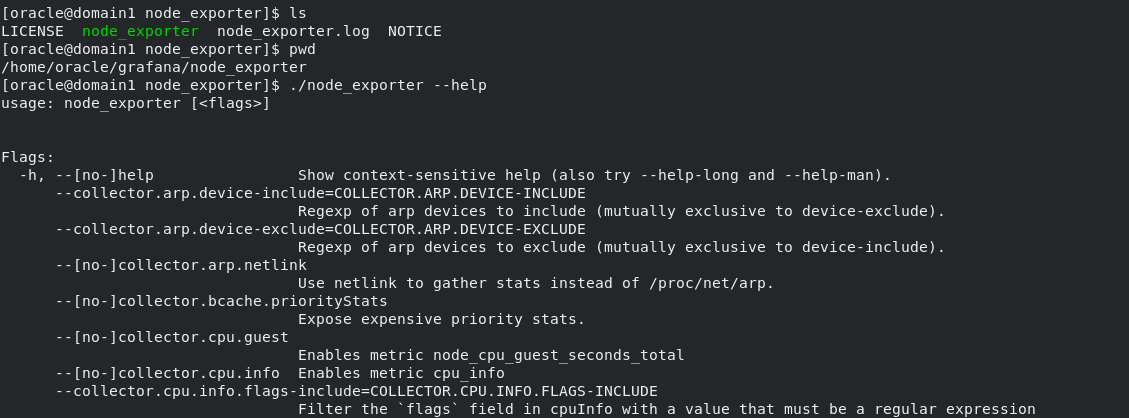 [oracle@domain1 node_exporter]$ ls
LICENSE  node_exporter  node_exporter.log  NOTICE
[oracle@domain1 node_exporter]$ pwd
/home/oracle/grafana/node_exporter
[oracle@domain1 node_exporter]$ ./node_exporter --help
usage: node_exporter [<flags>]
Flags:
  -h, --[no-]help                Show context-sensitive help (also try --help-long and --help-man).
      --collector.arp.device-include=COLLECTOR.ARP.DEVICE-INCLUDE
                                 Regexp of arp devices to include (mutually exclusive to device-exclude).
      --collector.arp.device-exclude=COLLECTOR.ARP.DEVICE-EXCLUDE
                                 Regexp of arp devices to exclude (mutually exclusive to device-include).
      --[no-]collector.arp.netlink
                                 Use netlink to gather stats instead of /proc/net/arp.
      --[no-]collector.bcache.priorityStats
                                 Expose expensive priority stats.
      --[no-]collector.cpu.guest
                                 Enables metric node_cpu_guest_seconds_total
      --[no-]collector.cpu.info  Enables metric cpu_info
      --collector.cpu.info.flags-include=COLLECTOR.CPU.INFO.FLAGS-INCLUDE
                                 Filter the `flags` field in cpuInfo with a value that must be a regular expression